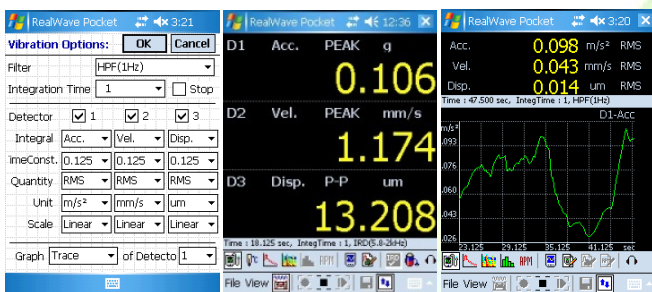 RealWave Pocket 3:21
Vibration Options: OK Cancel
Filter HPF(1Hz)
Integration Time 1 Stop
Detector 1 2 3
Integral Acc. Vel. Disp.
imeConst. 0.125 0.125 0.125
Quantity RMS RMS RMS
Unit m/s² mm/s um
Scale Linear Linear Linear
Graph Trace of Detecto 1
RealWave Pocket 12:36
D1 Acc. PEAK g
0.106
D2 Vel. PEAK mm/s
1.174
D3 Disp. P-P um
13.208
Time : 18.125 sec, IntegTime : 1, IRD(5.8-2kHz)
RPM
File View
RealWave Pocket 3:20
Acc. 0.098 m/s² RMS
Vel. 0.043 mm/s RMS
Disp. 0.014 um RMS
Time : 47.500 sec, IntegTime : 1, HPF(1Hz)
D1-Acc
m/s²
.093
.076
.060
.043
.026
23.125 29.125 35.125 41.125 sec
RPM
File View